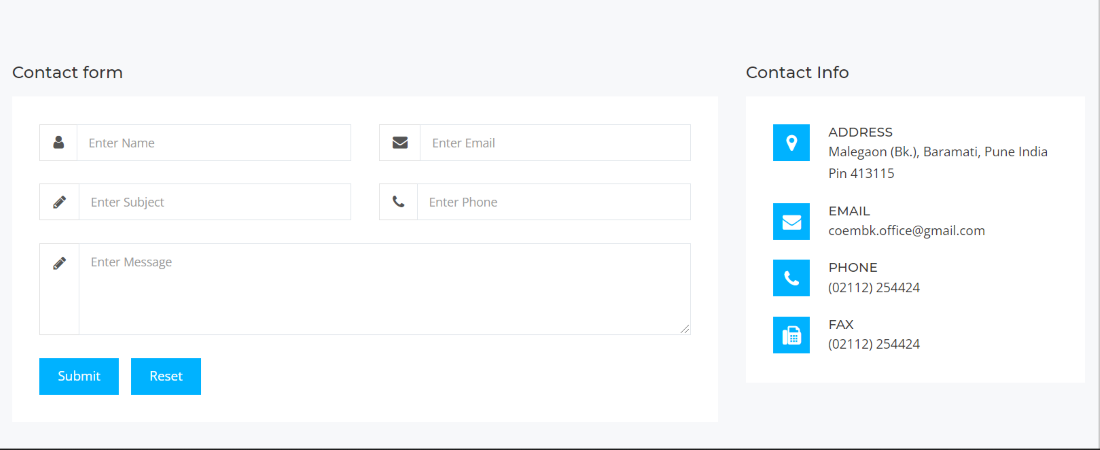 Contact form
Enter Name
Enter Email
Enter Subject
Enter Phone
Enter Message
Submit
Reset
Contact Info
ADDRESS
Malegaon (Bk.), Baramati, Pune India
Pin 413115
EMAIL
coembk.office@gmail.com
PHONE
(02112) 254424
FAX
(02112) 254424